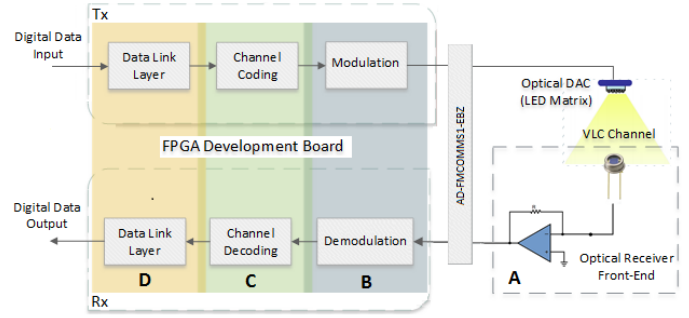 Tx
Digital Data
Input
Data Link
Layer
Channel
Coding
Modulation
AD-FMCOMMS1-EBZ
Optical DAC
(LED Matrix)
VLC Channel
FPGA Development Board
Digital Data
Output
Data Link
Layer
Channel
Decoding
Demodulation
R
Optical Receiver
Front-End
D
C
B
A
Rx